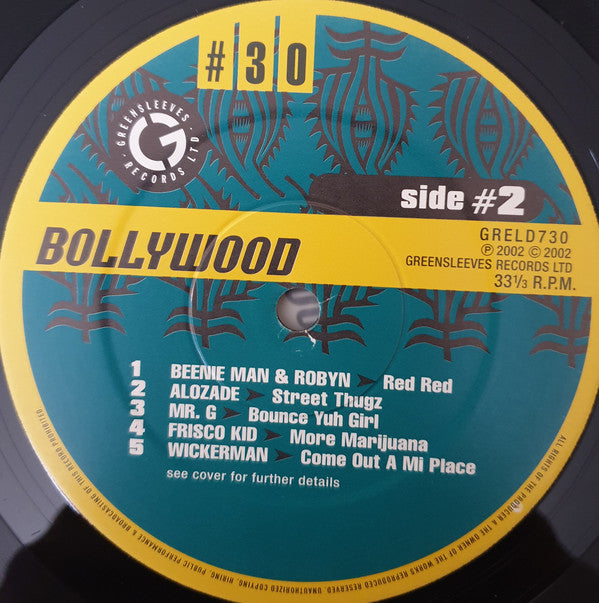 #30
GREENSLEEVES
RECORDS LTD
side #2
BOLLYWOOD
GRELD730
℗ 2002 © 2002
GREENSLEEVES RECORDS LTD
33⅓ R.P.M.
1 BEENIE MAN & ROBYN ➤ Red Red
2 ALOZADE ➤ Street Thugz
3 MR. G ➤ Bounce Yuh Girl
4 FRISCO KID ➤ More Marijuana
5 WICKERMAN ➤ Come Out A Mi Place
see cover for further details
ALL RIGHTS OF THE PRODUCER & THE OWNER OF THE WORKS REPRODUCED RESERVED. UNAUTHORIZED COPYING, HIRING, PUBLIC PERFORMANCE & BROADCASTING OF THIS RECORD PROHIBITED